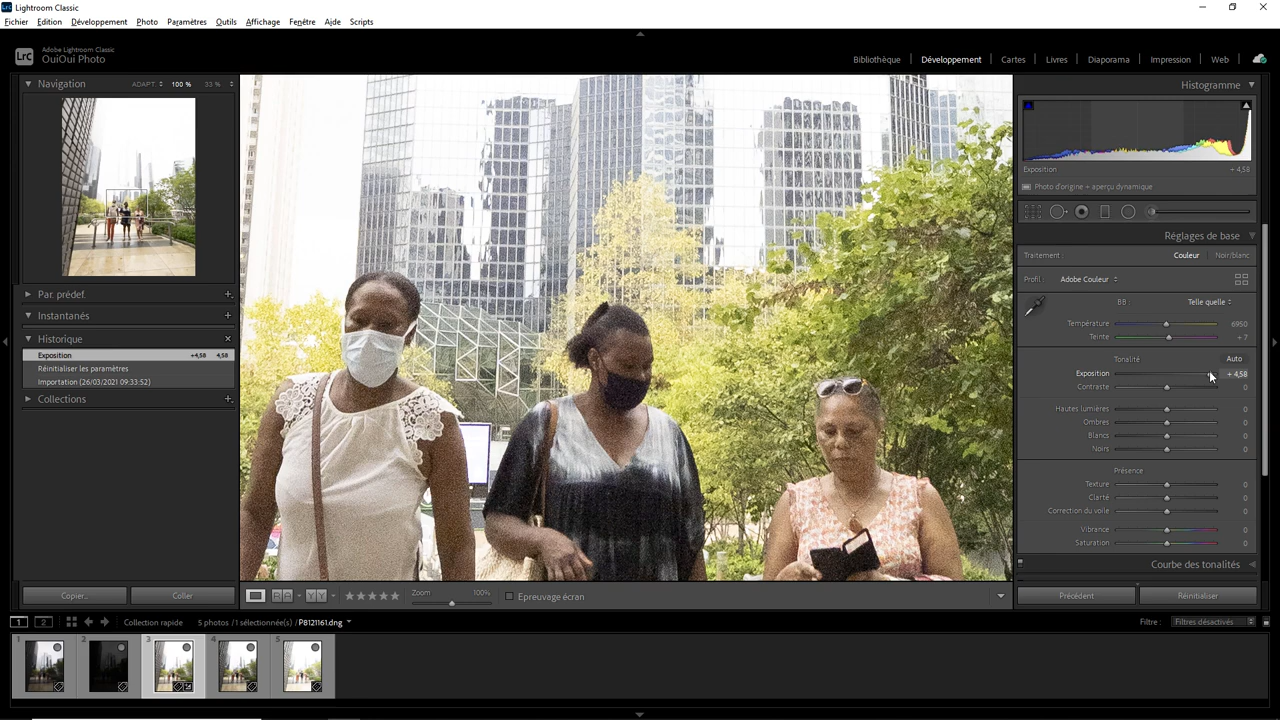 Lightroom Classic
Fichier Edition Développement Photo Paramètres Outils Affichage Fenêtre Aide Scripts
Lrc
Adobe Lightroom Classic
OuiOui Photo
Bibliothèque Développement Cartes Livres Diaporama Impression Web
Navigation ADAPT 100 % 33 %
Par. prédef.
Instantanés
Historique
Exposition +4,58 4,58
Réinitialiser les paramètres
Importation (26/03/2021 09:33:52)
Collections
Copier... Coller
Histogramme
Exposition + 4,58
Photo d'origine + aperçu dynamique
Réglages de base
Traitement : Couleur Noir/blanc
Profil : Adobe Couleur
BB : Telle quelle
Température 6950
Teinte + 7
Tonalité Auto
Exposition + 4,58
Contraste 0
Hautes lumières 0
Ombres 0
Blancs 0
Noirs 0
Présence
Texture 0
Clarté 0
Correction du voile 0
Vibrance 0
Saturation 0
Courbe des tonalités
Précédent Réinitialiser
Zoom 100% Epreuvage écran
1 2 Collection rapide 5 photos /1 sélectionnée(s) /P8121161.dng Filtre : Filtres désactivés
1 2 3 4 5